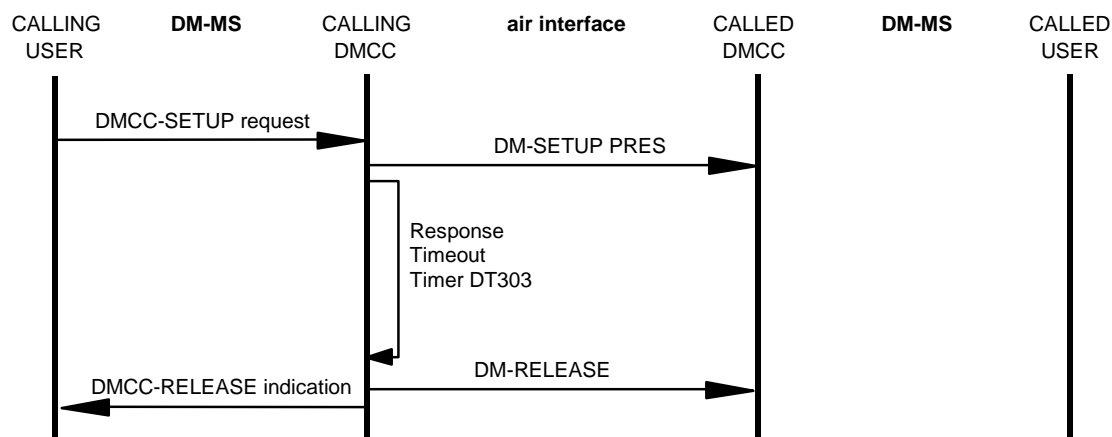 CALLING
USER
DM-MS
CALLING
DMCC
air interface
CALLED
DMCC
DM-MS
CALLED
USER
DMCC-SETUP request
DM-SETUP PRES
Response
Timeout
Timer DT303
DM-RELEASE
DMCC-RELEASE indication